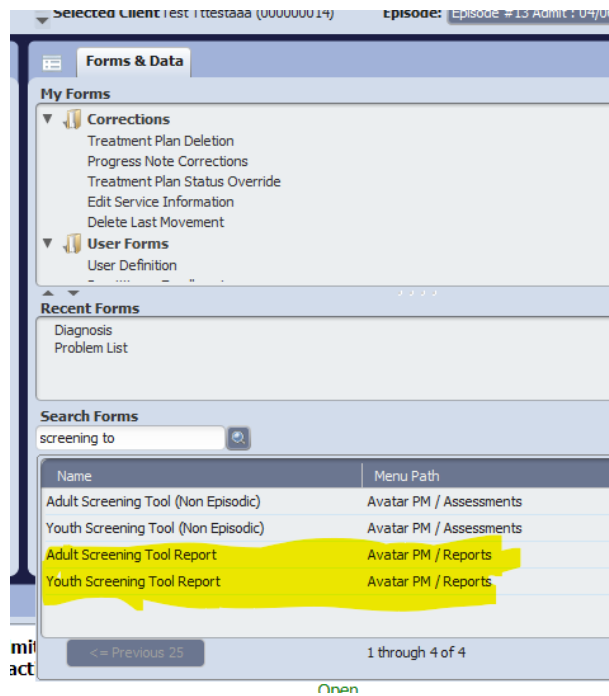 Selected Client Test Tttestaaa (000000014) Episode: Episode #13 Admit : 04/0
Forms & Data
My Forms
Corrections
Treatment Plan Deletion
Progress Note Corrections
Treatment Plan Status Override
Edit Service Information
Delete Last Movement
User Forms
User Definition
Recent Forms
Diagnosis
Problem List
Search Forms
screening to
Name Menu Path
Adult Screening Tool (Non Episodic) Avatar PM / Assessments
Youth Screening Tool (Non Episodic) Avatar PM / Assessments
Adult Screening Tool Report Avatar PM / Reports
Youth Screening Tool Report Avatar PM / Reports
<= Previous 25 1 through 4 of 4
mit
acti
Open